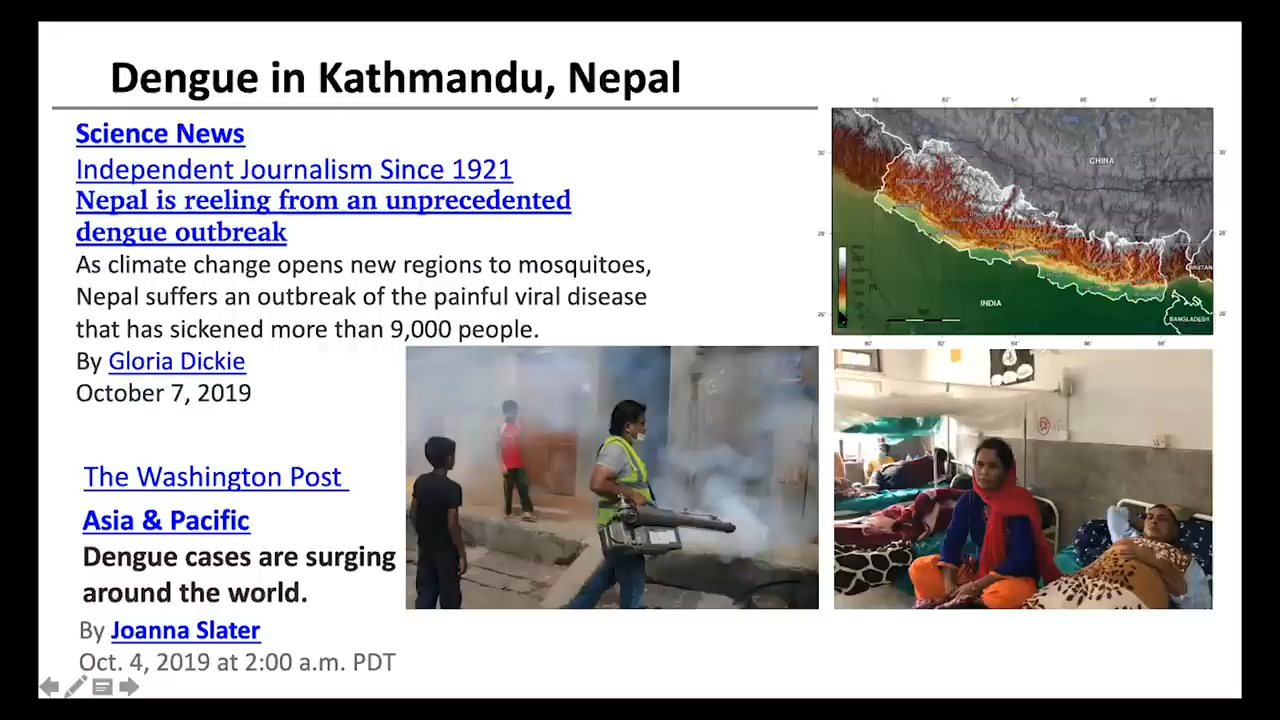 Dengue in Kathmandu, Nepal
Science News
Independent Journalism Since 1921
Nepal is reeling from an unprecedented
dengue outbreak
As climate change opens new regions to mosquitoes,
Nepal suffers an outbreak of the painful viral disease
that has sickened more than 9,000 people.
By Gloria Dickie
October 7, 2019
The Washington Post
Asia & Pacific
Dengue cases are surging
around the world.
By Joanna Slater
Oct. 4, 2019 at 2:00 a.m. PDT
CHINA
INDIA
BHUTAN
BANGLADESH